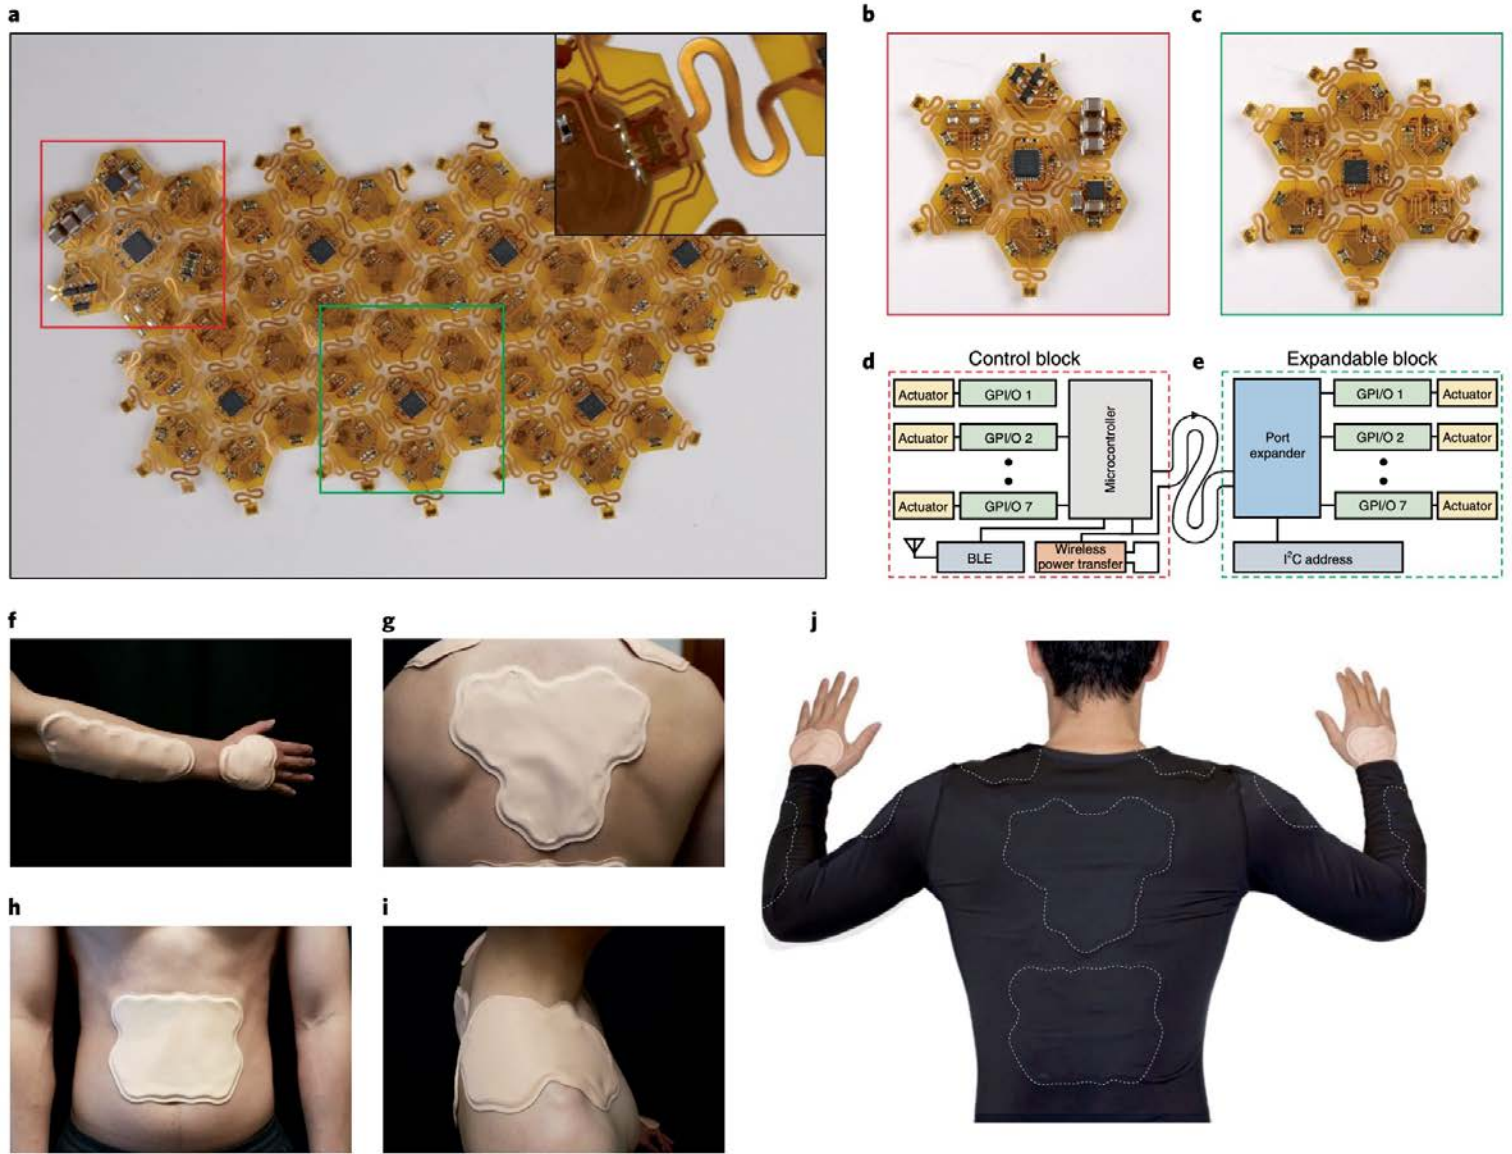 a
b
c
d
Control block
e
Expandable block
Actuator
GPI/O 1
Microcontroller
Port
expander
GPI/O 1
Actuator
Actuator
GPI/O 2
GPI/O 2
Actuator
Actuator
GPI/O 7
GPI/O 7
Actuator
BLE
Wireless
power transfer
I²C address
f
g
j
h
i